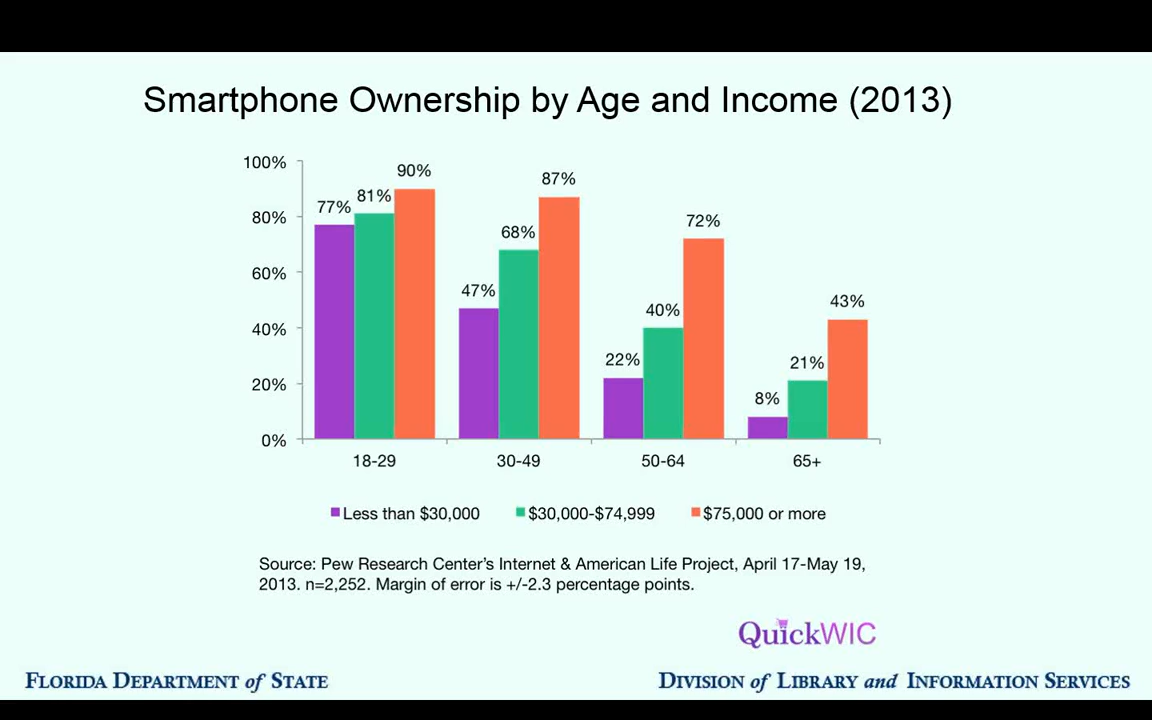 Smartphone Ownership by Age and Income (2013)
100%
80%
60%
40%
20%
0%
77%
81%
90%
47%
68%
87%
22%
40%
72%
8%
21%
43%
18-29
30-49
50-64
65+
Less than $30,000
$30,000-$74,999
$75,000 or more
Source: Pew Research Center's Internet & American Life Project, April 17-May 19,
2013. n=2,252. Margin of error is +/-2.3 percentage points.
QuickWIC
FLORIDA DEPARTMENT of STATE
DIVISION of LIBRARY and INFORMATION SERVICES